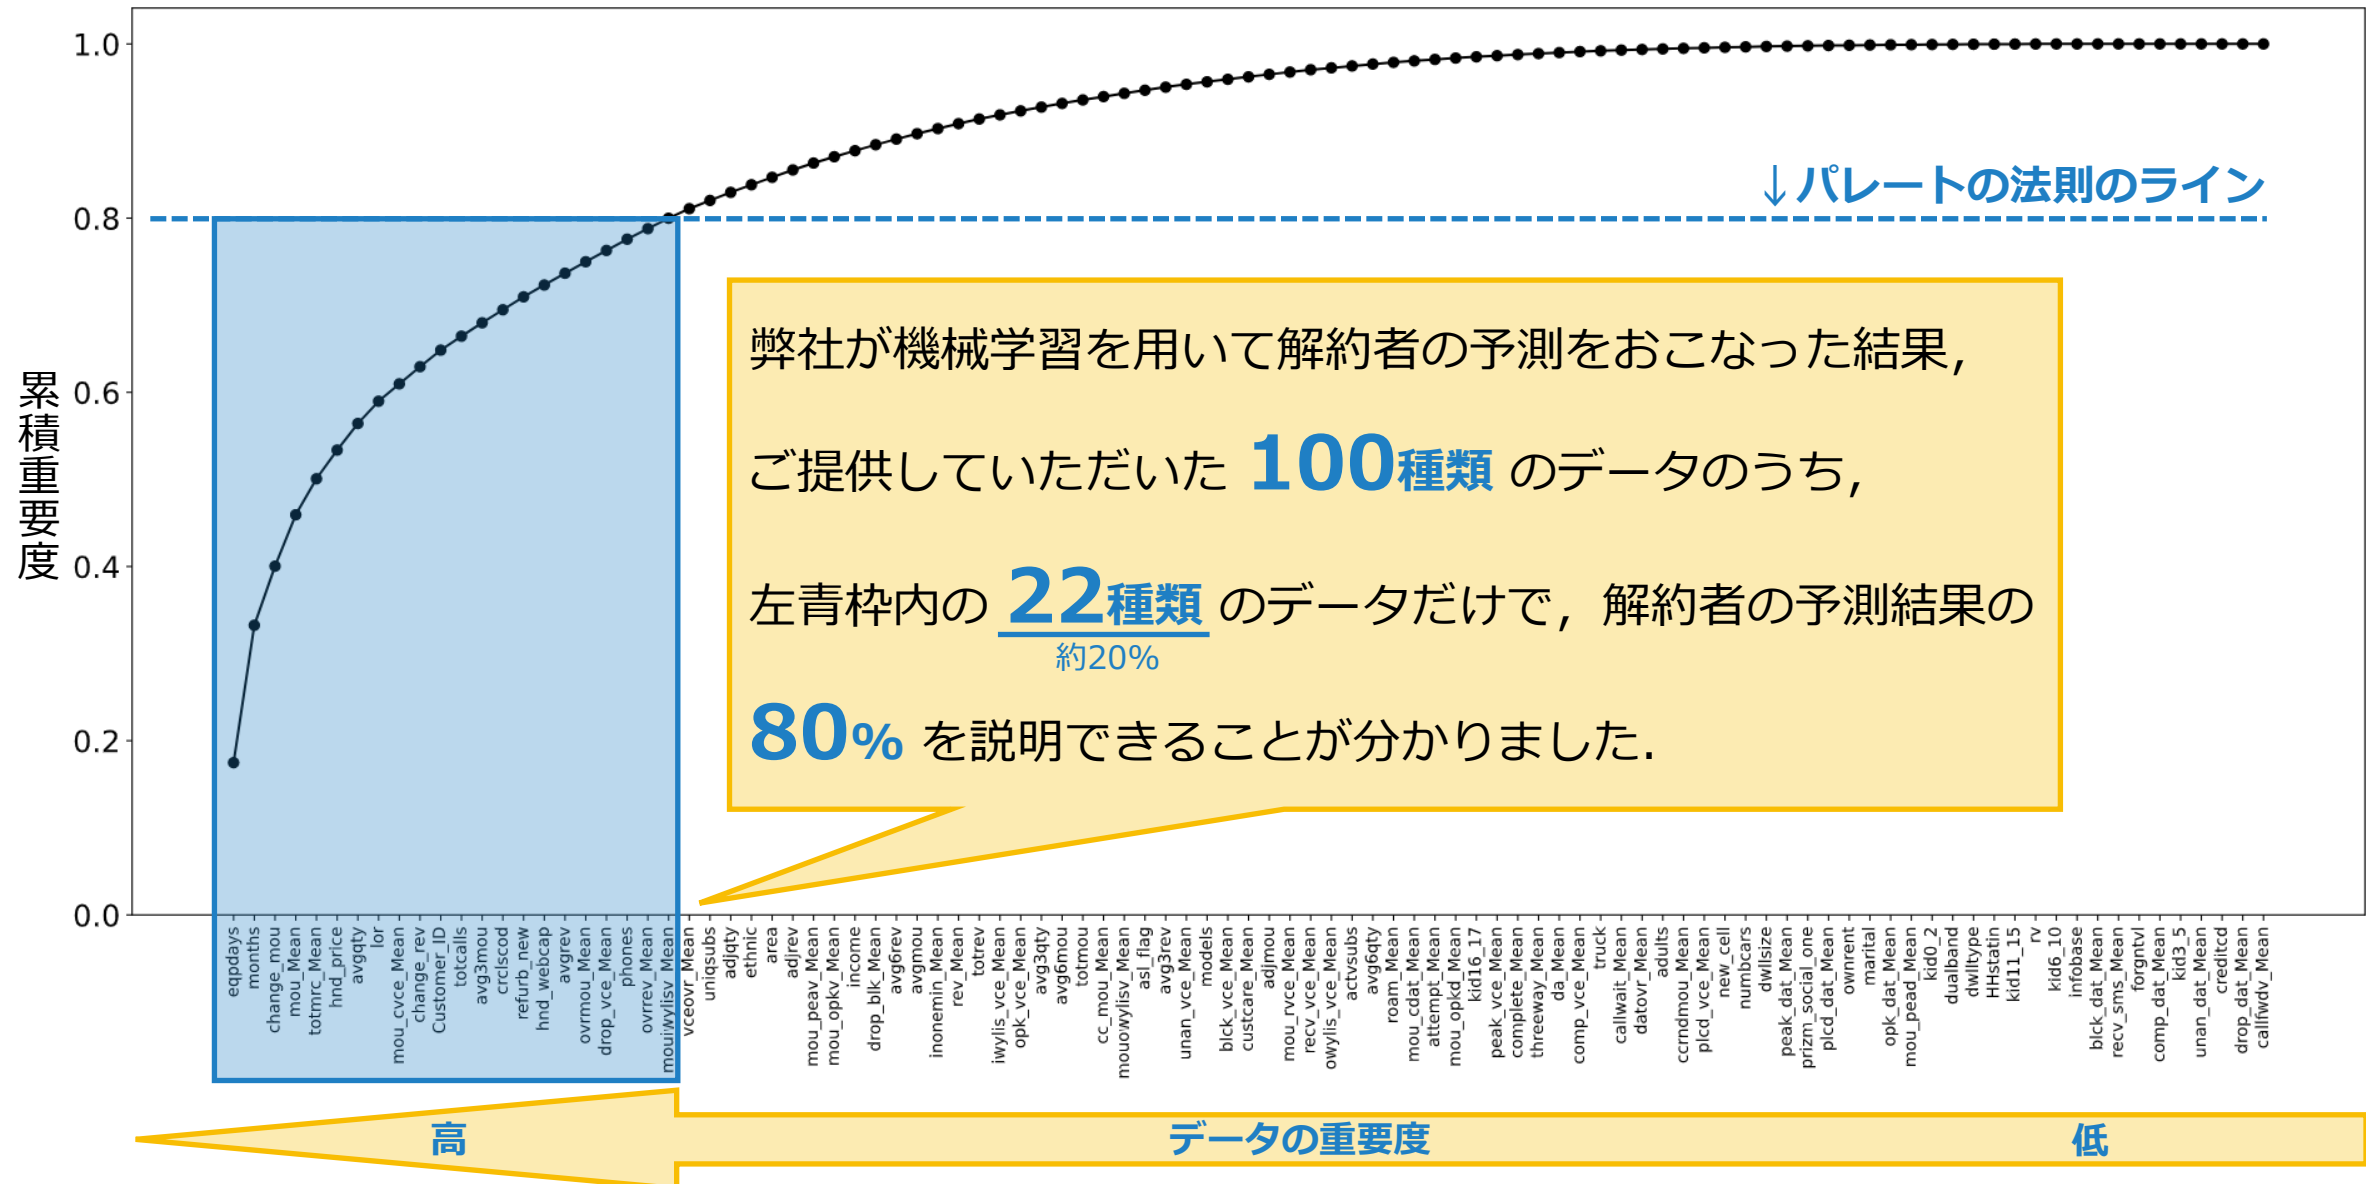 1.0
0.8
0.6
0.4
0.2
0.0
累積重要度
↓パレートの法則のライン
弊社が機械学習を用いて解約者の予測をおこなった結果,
ご提供していただいた 100種類 のデータのうち,
左青枠内の 22種類 のデータだけで, 解約者の予測結果の
約20%
80% を説明できることが分かりました.
eqpdays
months
change_mou
mou_Mean
totmrc_Mean
hnd_price
avgqty
lor
mou_cvce_Mean
change_rev
Customer_ID
totcalls
avg3mou
crclscod
refurb_new
hnd_webcap
avgrev
ovrmou_Mean
drop_vce_Mean
phones
ovrrev_Mean
mouiwylisv_Mean
vceovr_Mean
uniqsubs
adjqty
ethnic
area
adjrev
mou_peav_Mean
mou_opkv_Mean
income
drop_blk_Mean
avg6rev
avgmou
inonemin_Mean
rev_Mean
totrev
iwylis_vce_Mean
opk_vce_Mean
avg3qty
avg6mou
totmou
cc_mou_Mean
mouowylisv_Mean
asl_flag
avg3rev
unan_vce_Mean
models
blck_vce_Mean
custcare_Mean
adjmou
mou_rvce_Mean
recv_vce_Mean
owylis_vce_Mean
actvsubs
avg6qty
roam_Mean
mou_cdat_Mean
attempt_Mean
mou_opkd_Mean
kid16_17
peak_vce_Mean
complete_Mean
threeway_Mean
da_Mean
comp_vce_Mean
truck
callwait_Mean
datovr_Mean
adults
ccrndmou_Mean
plcd_vce_Mean
new_cell
numbcars
dwllsize
peak_dat_Mean
prizm_social_one
plcd_dat_Mean
ownrent
marital
opk_dat_Mean
mou_pead_Mean
kid0_2
dualband
dwlltype
HHstatin
kid11_15
rv
kid6_10
infobase
blck_dat_Mean
recv_sms_Mean
forgntvl
comp_dat_Mean
kid3_5
unan_dat_Mean
creditcd
drop_dat_Mean
callfwdv_Mean
高 データの重要度 低